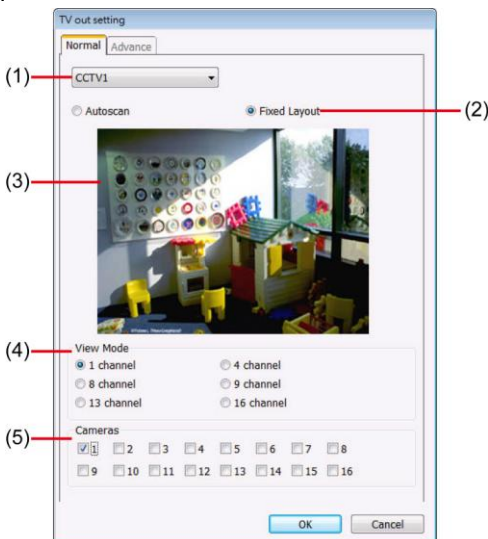 TV out setting
Normal Advance
(1) CCTV1
Autoscan Fixed Layout (2)
(3)
(4) View Mode
1 channel 4 channel
8 channel 9 channel
13 channel 16 channel
(5) Cameras
1 2 3 4 5 6 7 8
9 10 11 12 13 14 15 16
OK Cancel